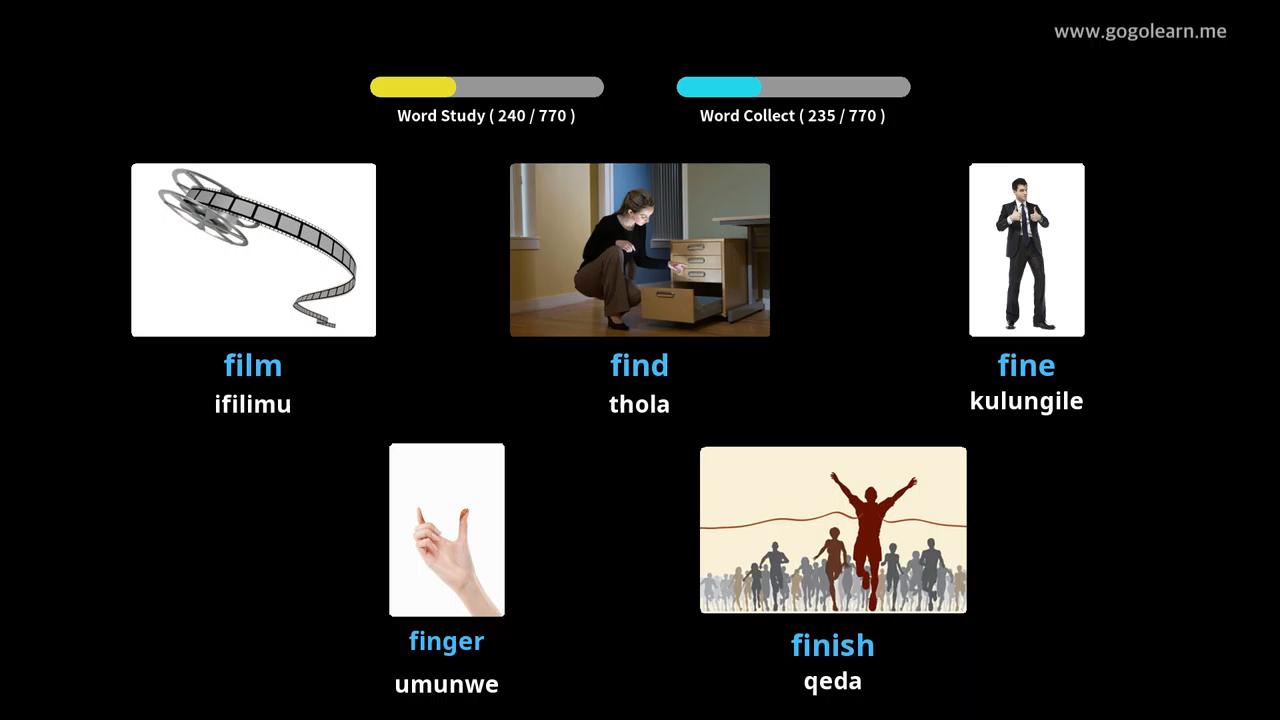 www.gogolearn.me
Word Study ( 240 / 770 )
Word Collect ( 235 / 770 )
film
ifilimu
find
thola
fine
kulungile
finger
umunwe
finish
qeda